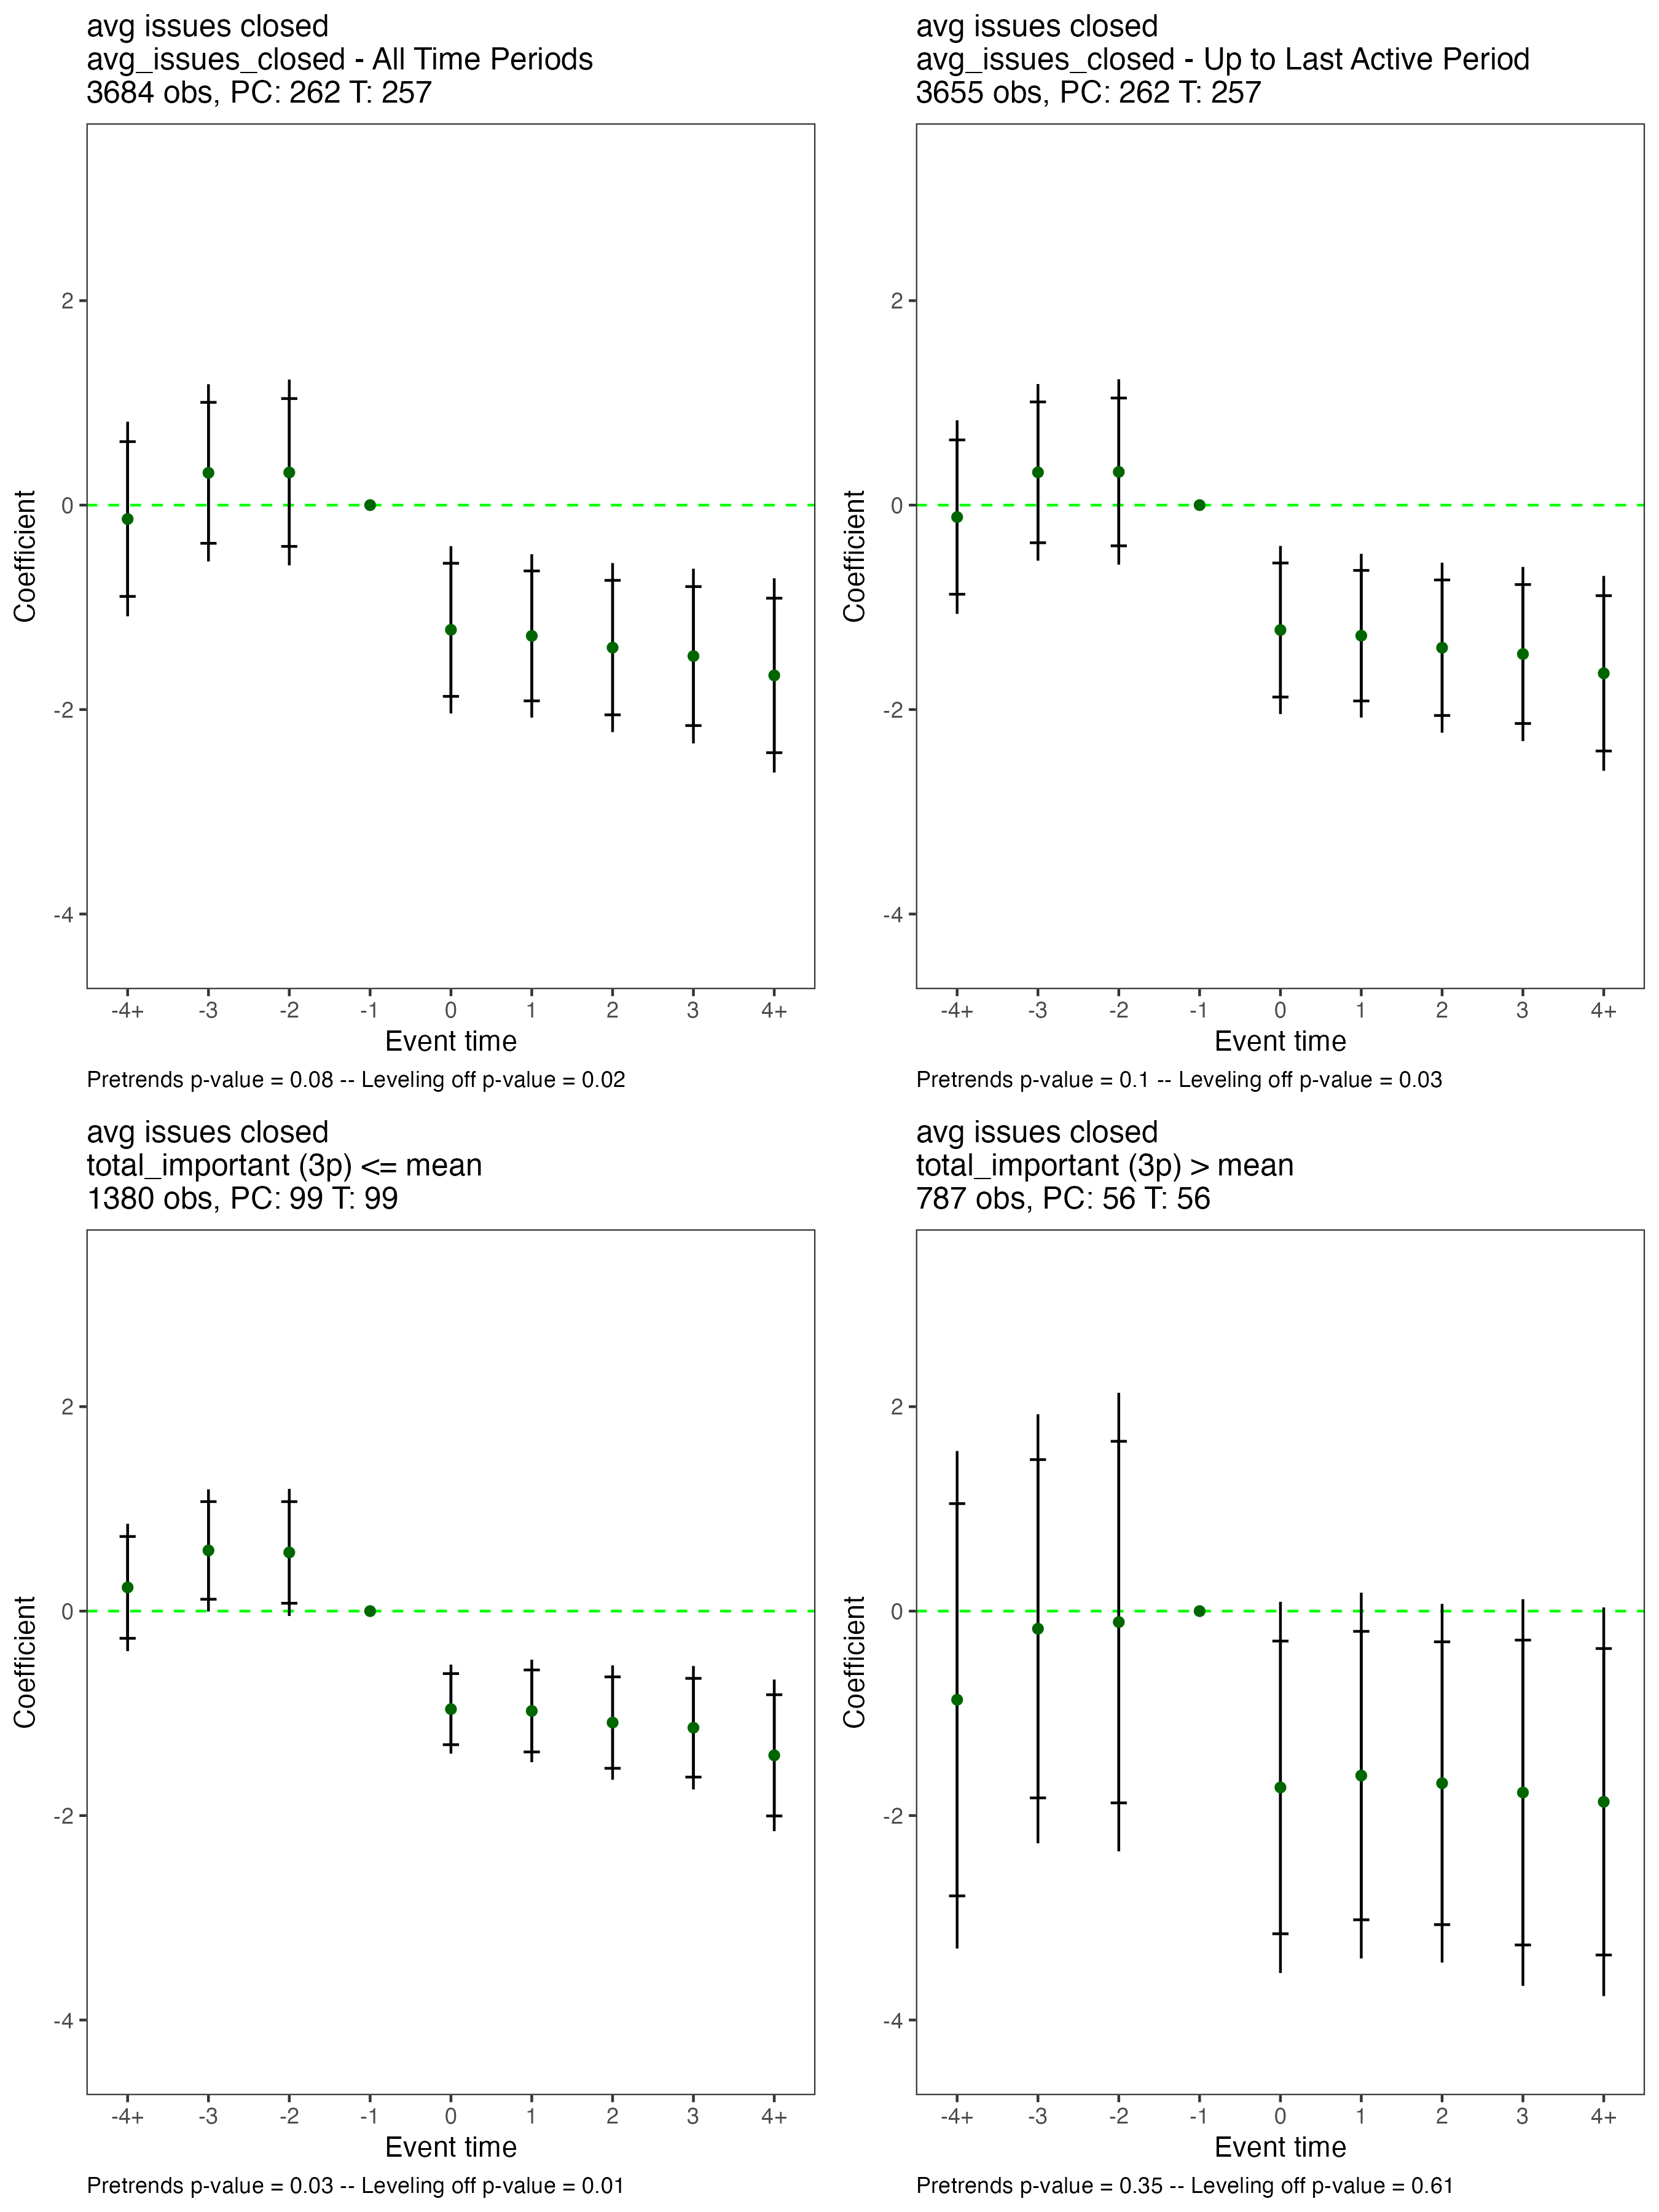 avg issues closed
avg_issues_closed - All Time Periods
3684 obs, PC: 262 T: 257
Coefficient
2
0
-2
-4
-4+ -3 -2 -1 0 1 2 3 4+
Event time
Pretrends p-value = 0.08 -- Leveling off p-value = 0.02
avg issues closed
avg_issues_closed - Up to Last Active Period
3655 obs, PC: 262 T: 257
Coefficient
2
0
-2
-4
-4+ -3 -2 -1 0 1 2 3 4+
Event time
Pretrends p-value = 0.1 -- Leveling off p-value = 0.03
avg issues closed
total_important (3p) <= mean
1380 obs, PC: 99 T: 99
Coefficient
2
0
-2
-4
-4+ -3 -2 -1 0 1 2 3 4+
Event time
Pretrends p-value = 0.03 -- Leveling off p-value = 0.01
avg issues closed
total_important (3p) > mean
787 obs, PC: 56 T: 56
Coefficient
2
0
-2
-4
-4+ -3 -2 -1 0 1 2 3 4+
Event time
Pretrends p-value = 0.35 -- Leveling off p-value = 0.61